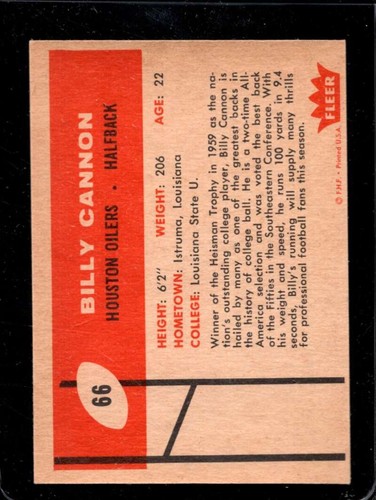 66
BILLY CANNON
HOUSTON OILERS • HALFBACK
HEIGHT: 6'2" WEIGHT: 206 AGE: 22
HOMETOWN: Istruma, Louisiana
COLLEGE: Louisiana State U.
Winner of the Heisman Trophy in 1959 as the na-
tion's outstanding college player, Billy Cannon is
hailed by many as one of the greatest backs in
the history of college ball. He is a two-time All-
America selection and was voted the best back
of the Fifties in the Southeastern Conference. With
his weight and speed, he runs 100 yards in 9.4
seconds, Billy's running will supply many thrills
for professional football fans this season.
FLEER
© F.H.F. • Printed U.S.A.